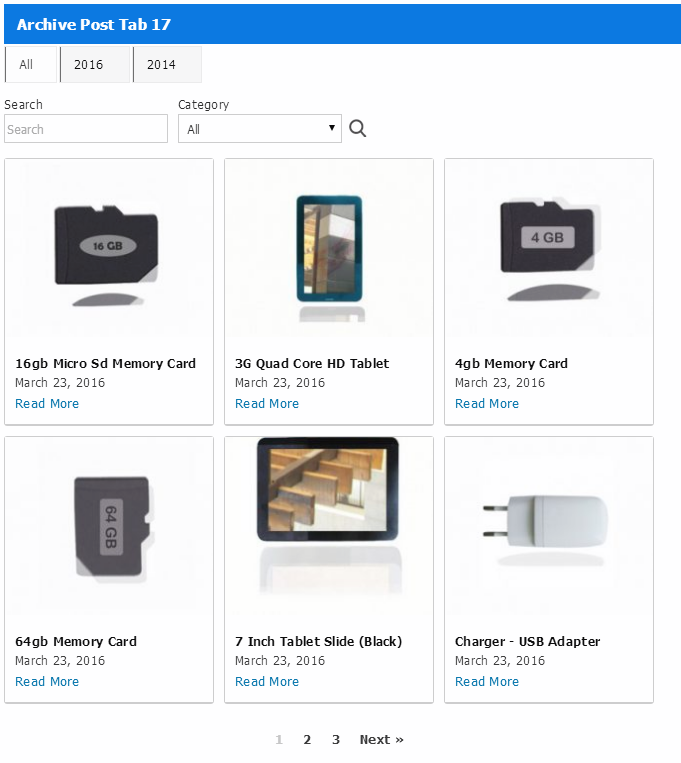 Archive Post Tab 17
All
2016
2014
Search
Category
Search
All
16 GB
4 GB
16gb Micro Sd Memory Card
March 23, 2016
Read More
3G Quad Core HD Tablet
March 23, 2016
Read More
4gb Memory Card
March 23, 2016
Read More
64 GB
64gb Memory Card
March 23, 2016
Read More
7 Inch Tablet Slide (Black)
March 23, 2016
Read More
Charger - USB Adapter
March 23, 2016
Read More
1 2 3 Next »